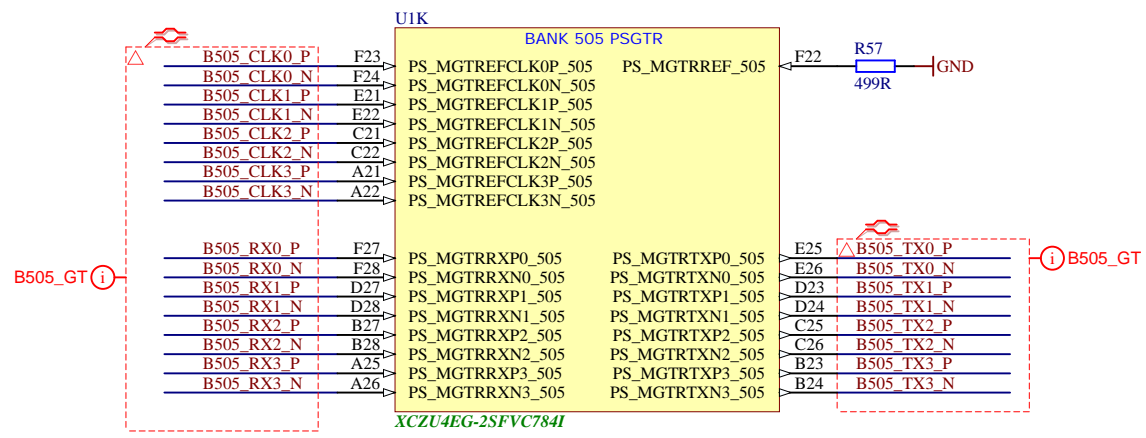 U1K
BANK 505 PSGTR
B505_CLK0_P F23 PS_MGTREFCLK0P_505 PS_MGTRREF_505 F22 R57 499R GND
B505_CLK0_N F24 PS_MGTREFCLK0N_505
B505_CLK1_P E21 PS_MGTREFCLK1P_505
B505_CLK1_N E22 PS_MGTREFCLK1N_505
B505_CLK2_P C21 PS_MGTREFCLK2P_505
B505_CLK2_N C22 PS_MGTREFCLK2N_505
B505_CLK3_P A21 PS_MGTREFCLK3P_505
B505_CLK3_N A22 PS_MGTREFCLK3N_505
B505_RX0_P F27 PS_MGTRRXP0_505 PS_MGTRTXP0_505 E25 B505_TX0_P
B505_GT i B505_RX0_N F28 PS_MGTRRXN0_505 PS_MGTRTXN0_505 E26 B505_TX0_N i B505_GT
B505_RX1_P D27 PS_MGTRRXP1_505 PS_MGTRTXP1_505 D23 B505_TX1_P
B505_RX1_N D28 PS_MGTRRXN1_505 PS_MGTRTXN1_505 D24 B505_TX1_N
B505_RX2_P B27 PS_MGTRRXP2_505 PS_MGTRTXP2_505 C25 B505_TX2_P
B505_RX2_N B28 PS_MGTRRXN2_505 PS_MGTRTXN2_505 C26 B505_TX2_N
B505_RX3_P A25 PS_MGTRRXP3_505 PS_MGTRTXP3_505 B23 B505_TX3_P
B505_RX3_N A26 PS_MGTRRXN3_505 PS_MGTRTXN3_505 B24 B505_TX3_N
XCZU4EG-2SFVC784I